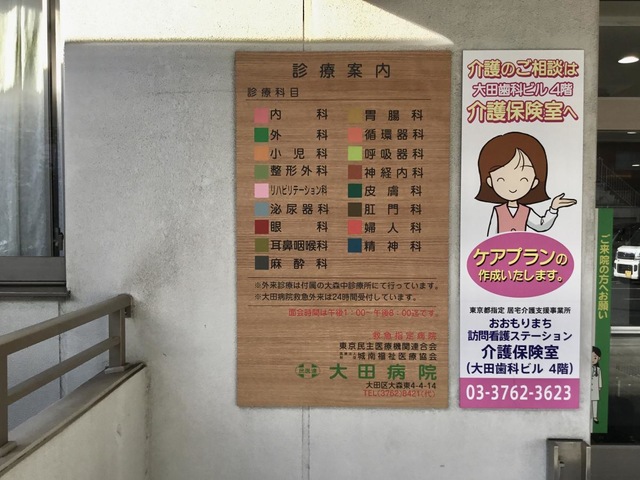 診療案内
診療科目
内科
胃腸科
外科
循環器科
小児科
呼吸器科
整形外科
神経内科
リハビリテーション科
皮膚科
泌尿器科
肛門科
眼科
婦人科
耳鼻咽喉科
精神科
麻酔科
※外来診療は付属の大森中診療所にて行っています。
※大田病院救急外来は24時間受付しています。
面会時間は午後1:00~午後8:00迄です。
救急指定病院
東京民主医療機関連合会
城南福祉医療協会
大田病院
大田区大森東4-4-14
TEL(3762)8421(代)
介護のご相談は
大田歯科ビル 4階
介護保険室へ
ケアプランの
作成いたします。
東京都指定 居宅介護支援事業所
おおもりまち
訪問看護ステーション
介護保険室
(大田歯科ビル 4階)
03-3762-3623
ご来院の方へお願い